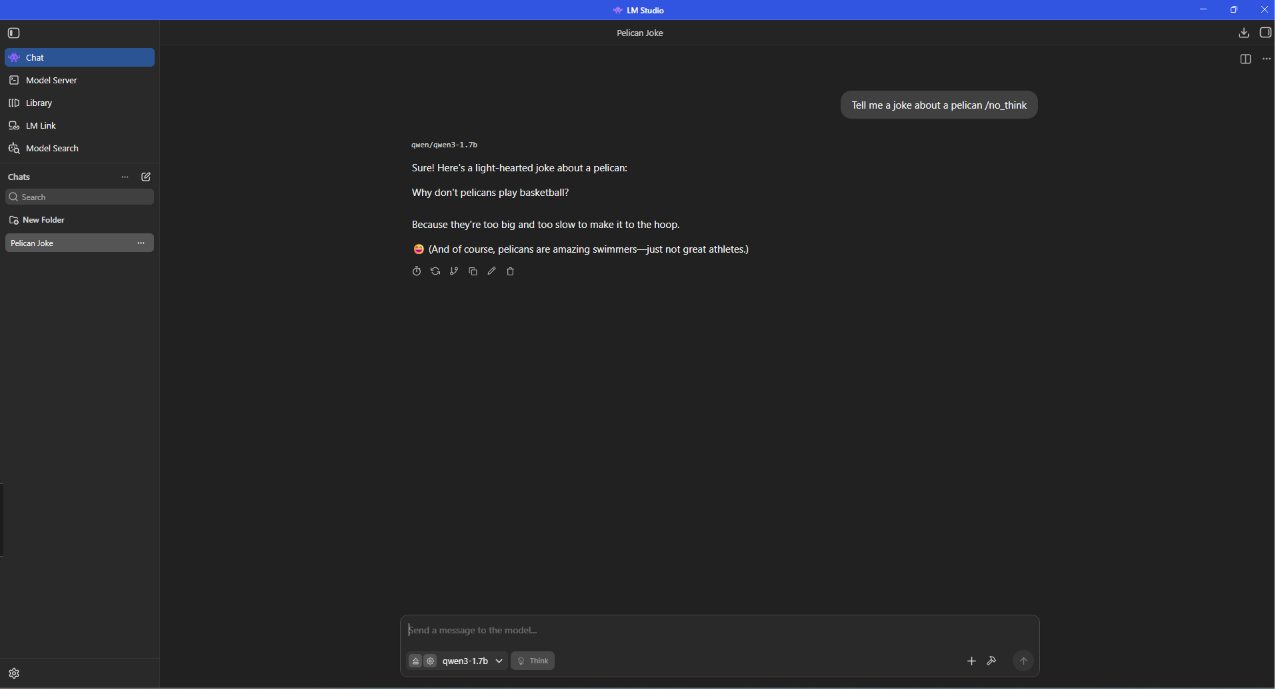 LM Studio
Pelican Joke
Chat
Model Server
Library
LM Link
Model Search
Chats
Search
New Folder
Pelican Joke
Tell me a joke about a pelican /no_think
qwen/qwen3-1.7b
Sure! Here's a light-hearted joke about a pelican:
Why don't pelicans play basketball?
Because they're too big and too slow to make it to the hoop.
😄 (And of course, pelicans are amazing swimmers—just not great athletes.)
Send a message to the model...
qwen3-1.7b
Think